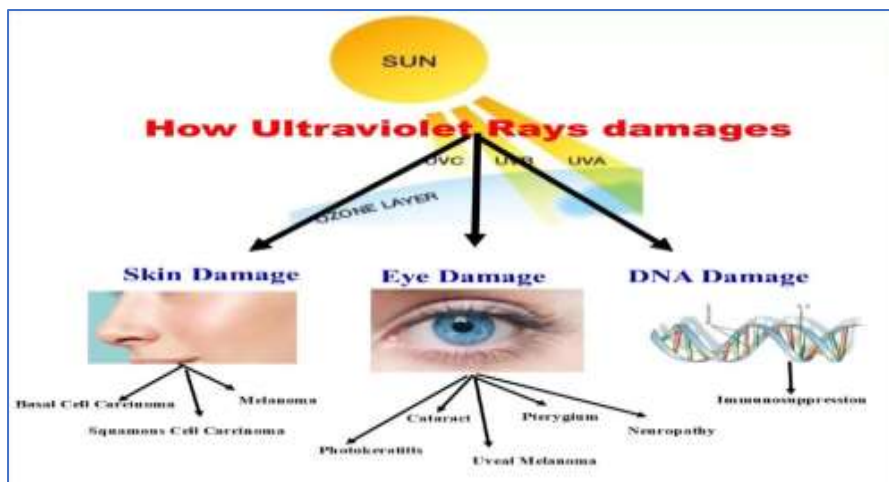 SUN
How Ultraviolet Rays damages
UVC UVB UVA
OZONE LAYER
Skin Damage Eye Damage DNA Damage
Basal Cell Carcinoma
Melanoma
Squamous Cell Carcinoma
Cataract
Pterygium
Photokeratitis
Uveal Melanoma
Neuropathy
Immunosuppression